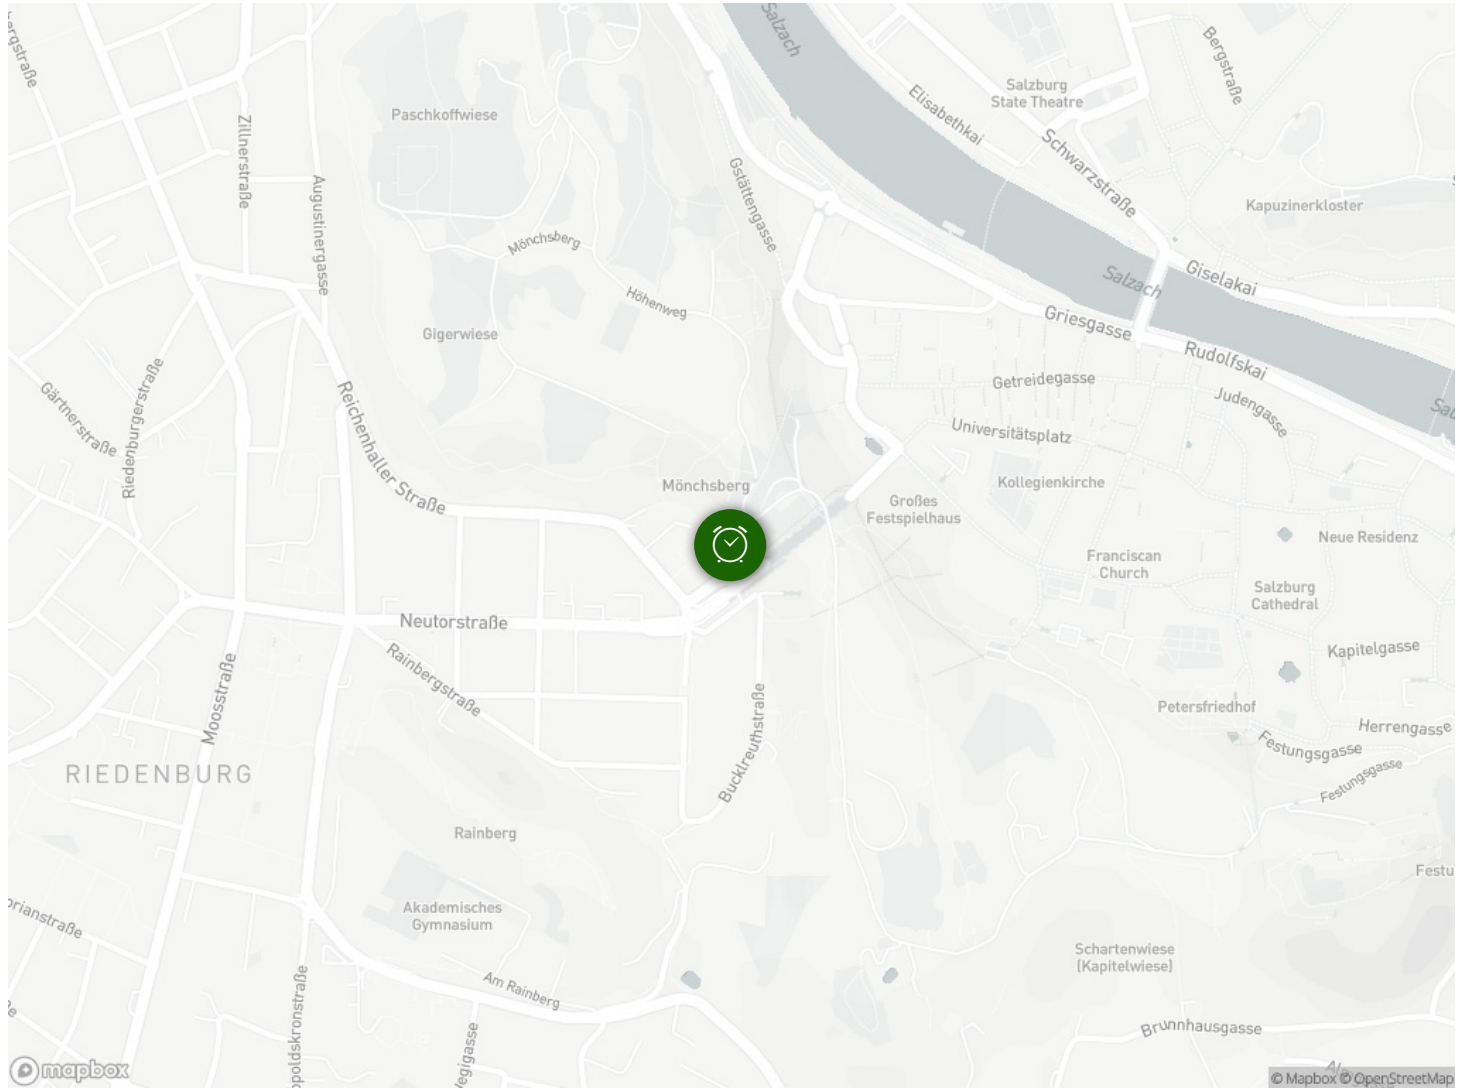 Salzach
Bergstraße
Salzburg
State Theatre
Elisabethkai
Schwarzstraße
Paschkoffwiese
Zillnerstraße
Augustinergasse
Gstättengasse
Kapuzinerkloster
Mönchsberg
Höhenweg
Salzach
Giselakai
Griesgasse
Rudolfskai
Gigerwiese
Gärtnerstraße
Riedenburgerstraße
Reichenhaller Straße
Getreidegasse
Judengasse
Universitätsplatz
Kollegienkirche
Mönchsberg
Großes
Festspielhaus
Neue Residenz
Franciscan
Church
Salzburg
Cathedral
Neutorstraße
Rainbergstraße
Kapitelgasse
Moosstraße
Bucklreuthstraße
Petersfriedhof
Herrengasse
Festungsgasse
Festungsgasse
RIEDENBURG
Rainberg
Akademisches
Gymnasium
Schartenwiese
(Kapitelwiese)
Am Rainberg
Brunnhausgasse
mapbox
© Mapbox © OpenStreetMap